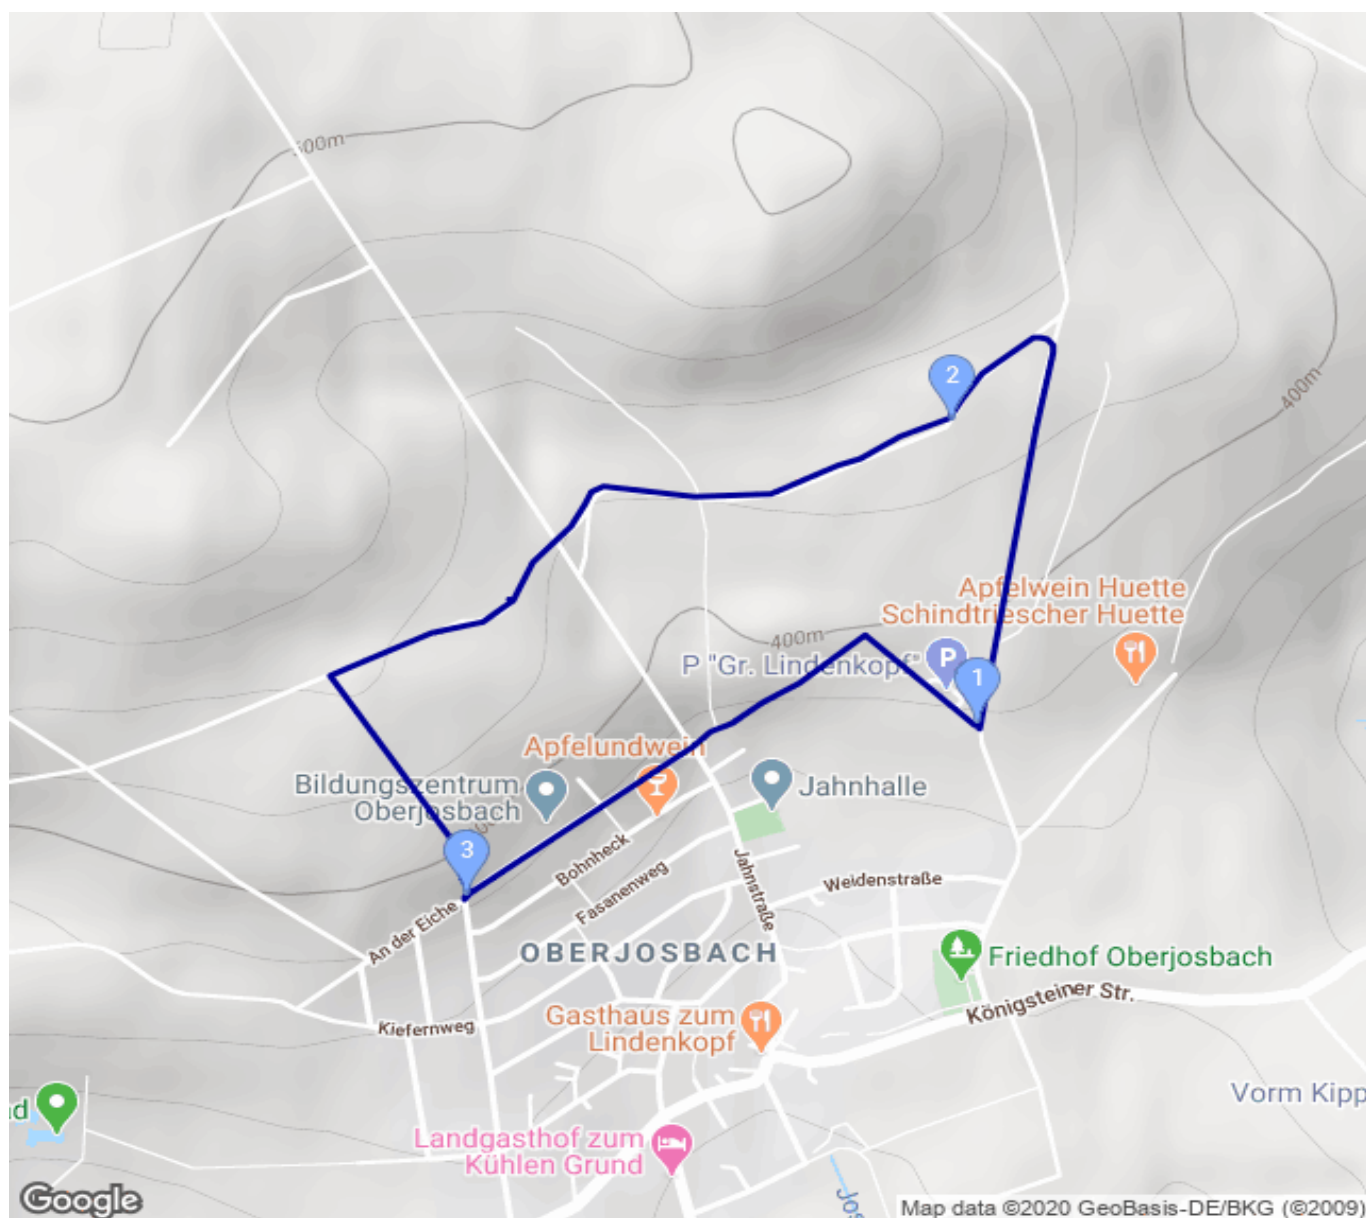 500m
2
400m
Apfelwein Huette
Schindtriescher Huette
400m
P "Gr. Lindenkopf"
P
1
Apfelundwein
Bildungszentrum
Oberjosbach
Jahnhalle
3
Bohnheck
Fasanenweg
Jahnstraße
Weidenstraße
An der Eiche
OBERJOSBACH
Friedhof Oberjosbach
Königsteiner Str.
Kiefernweg
Gasthaus zum
Lindenkopf
Vorm Kipp
Landgasthof zum
Kühlen Grund
Jos
Google
Map data ©2020 GeoBasis-DE/BKG (©2009)